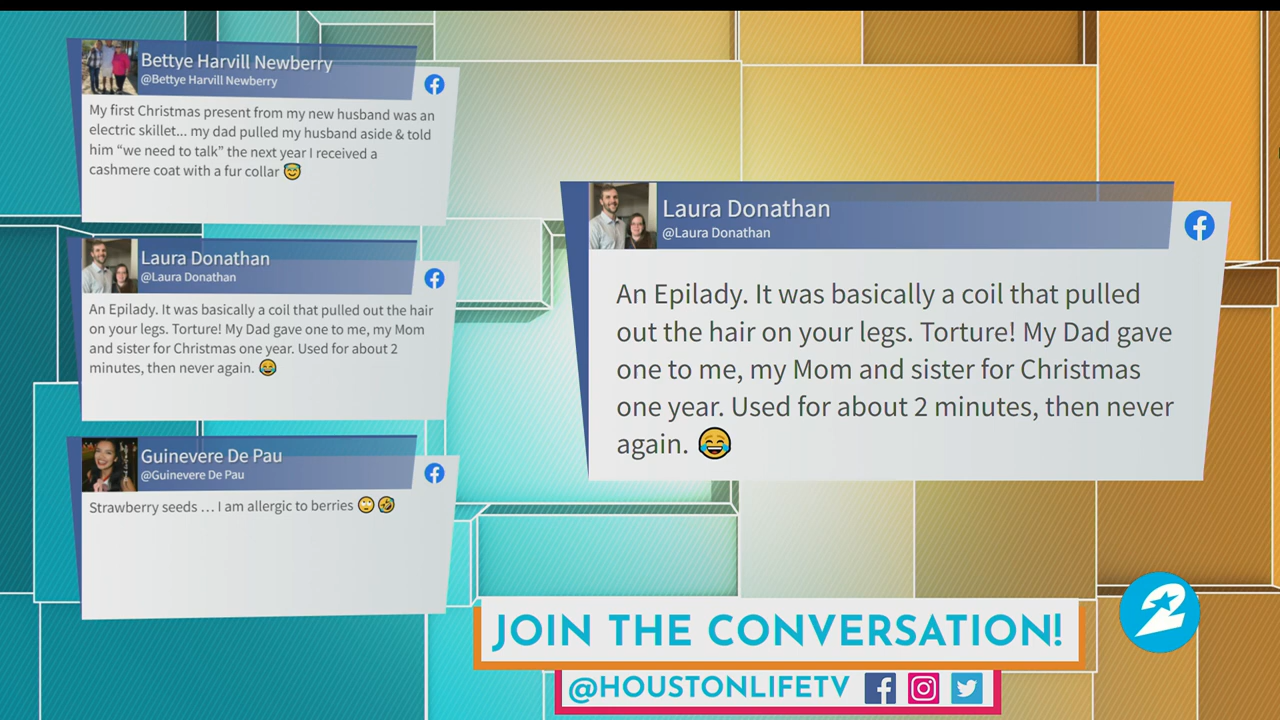 Bettye Harvill Newberry
@Bettye Harvill Newberry
My first Christmas present from my new husband was an
electric skillet... my dad pulled my husband aside & told
him “we need to talk” the next year I received a
cashmere coat with a fur collar 😇
Laura Donathan
@Laura Donathan
An Epilady. It was basically a coil that pulled out the hair
on your legs. Torture! My Dad gave one to me, my Mom
and sister for Christmas one year. Used for about 2
minutes, then never again. 😂
Guinevere De Pau
@Guinevere De Pau
Strawberry seeds … I am allergic to berries 🙄 🤣
Laura Donathan
@Laura Donathan
An Epilady. It was basically a coil that pulled
out the hair on your legs. Torture! My Dad gave
one to me, my Mom and sister for Christmas
one year. Used for about 2 minutes, then never
again. 😂
JOIN THE CONVERSATION!
@HOUSTONLIFETV
2